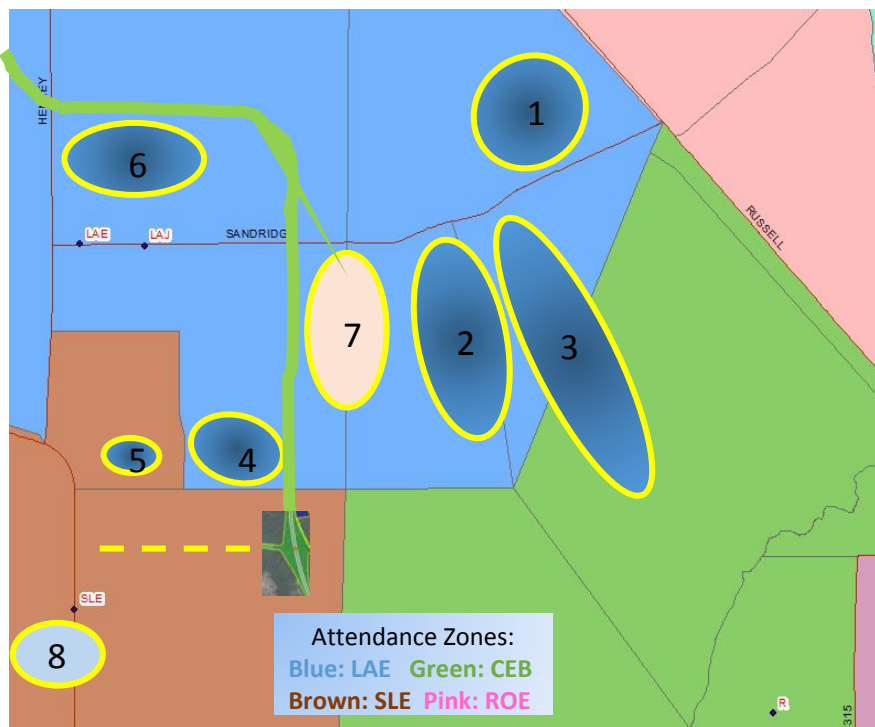 1
HENLEY
6
LAE
LAJ
SANDRIDG
RUSSELL
7
2
3
5
4
SLE
8
Attendance Zones:
Blue: LAE Green: CEB
Brown: SLE Pink: ROE
R
315